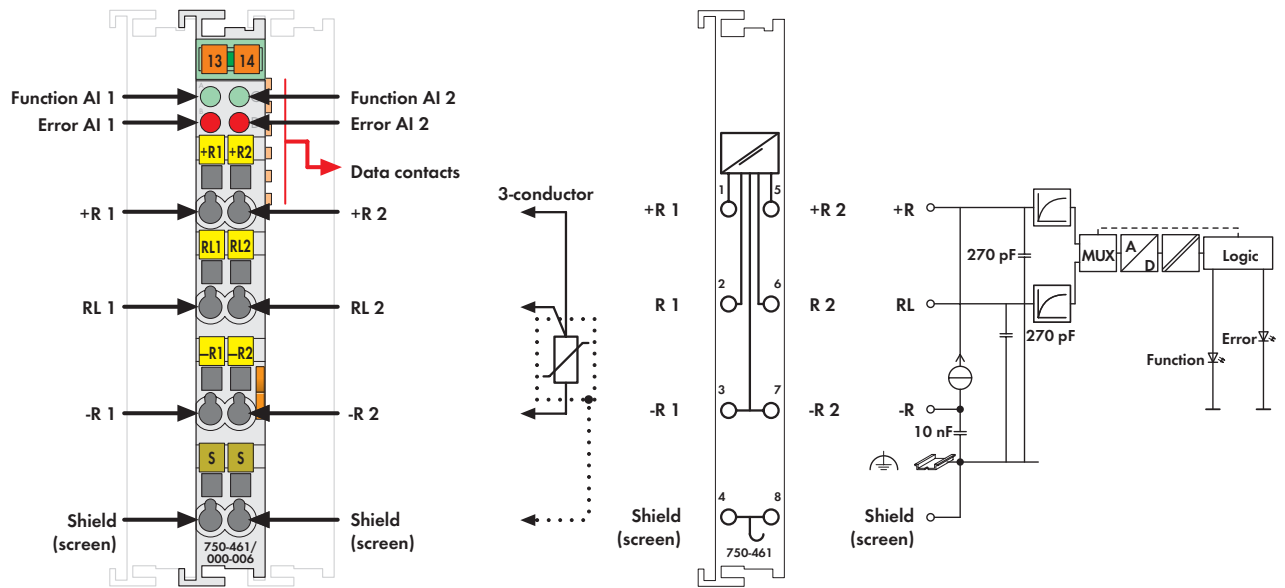 13 14
Function AI 1
Function AI 2
Error AI 1
Error AI 2
+R1 +R2
Data contacts
+R 1
+R 2
RL1 RL2
RL 1
RL 2
–R1 –R2
-R 1
-R 2
S S
Shield
(screen)
Shield
(screen)
750-461/
000-006
3-conductor
1
5
+R 1
+R 2
2
6
R 1
R 2
3
7
-R 1
-R 2
4
8
Shield
(screen)
750-461
+R
270 pF
MUX
A
D
Logic
RL
270 pF
Function
Error
-R
10 nF
Shield
(screen)